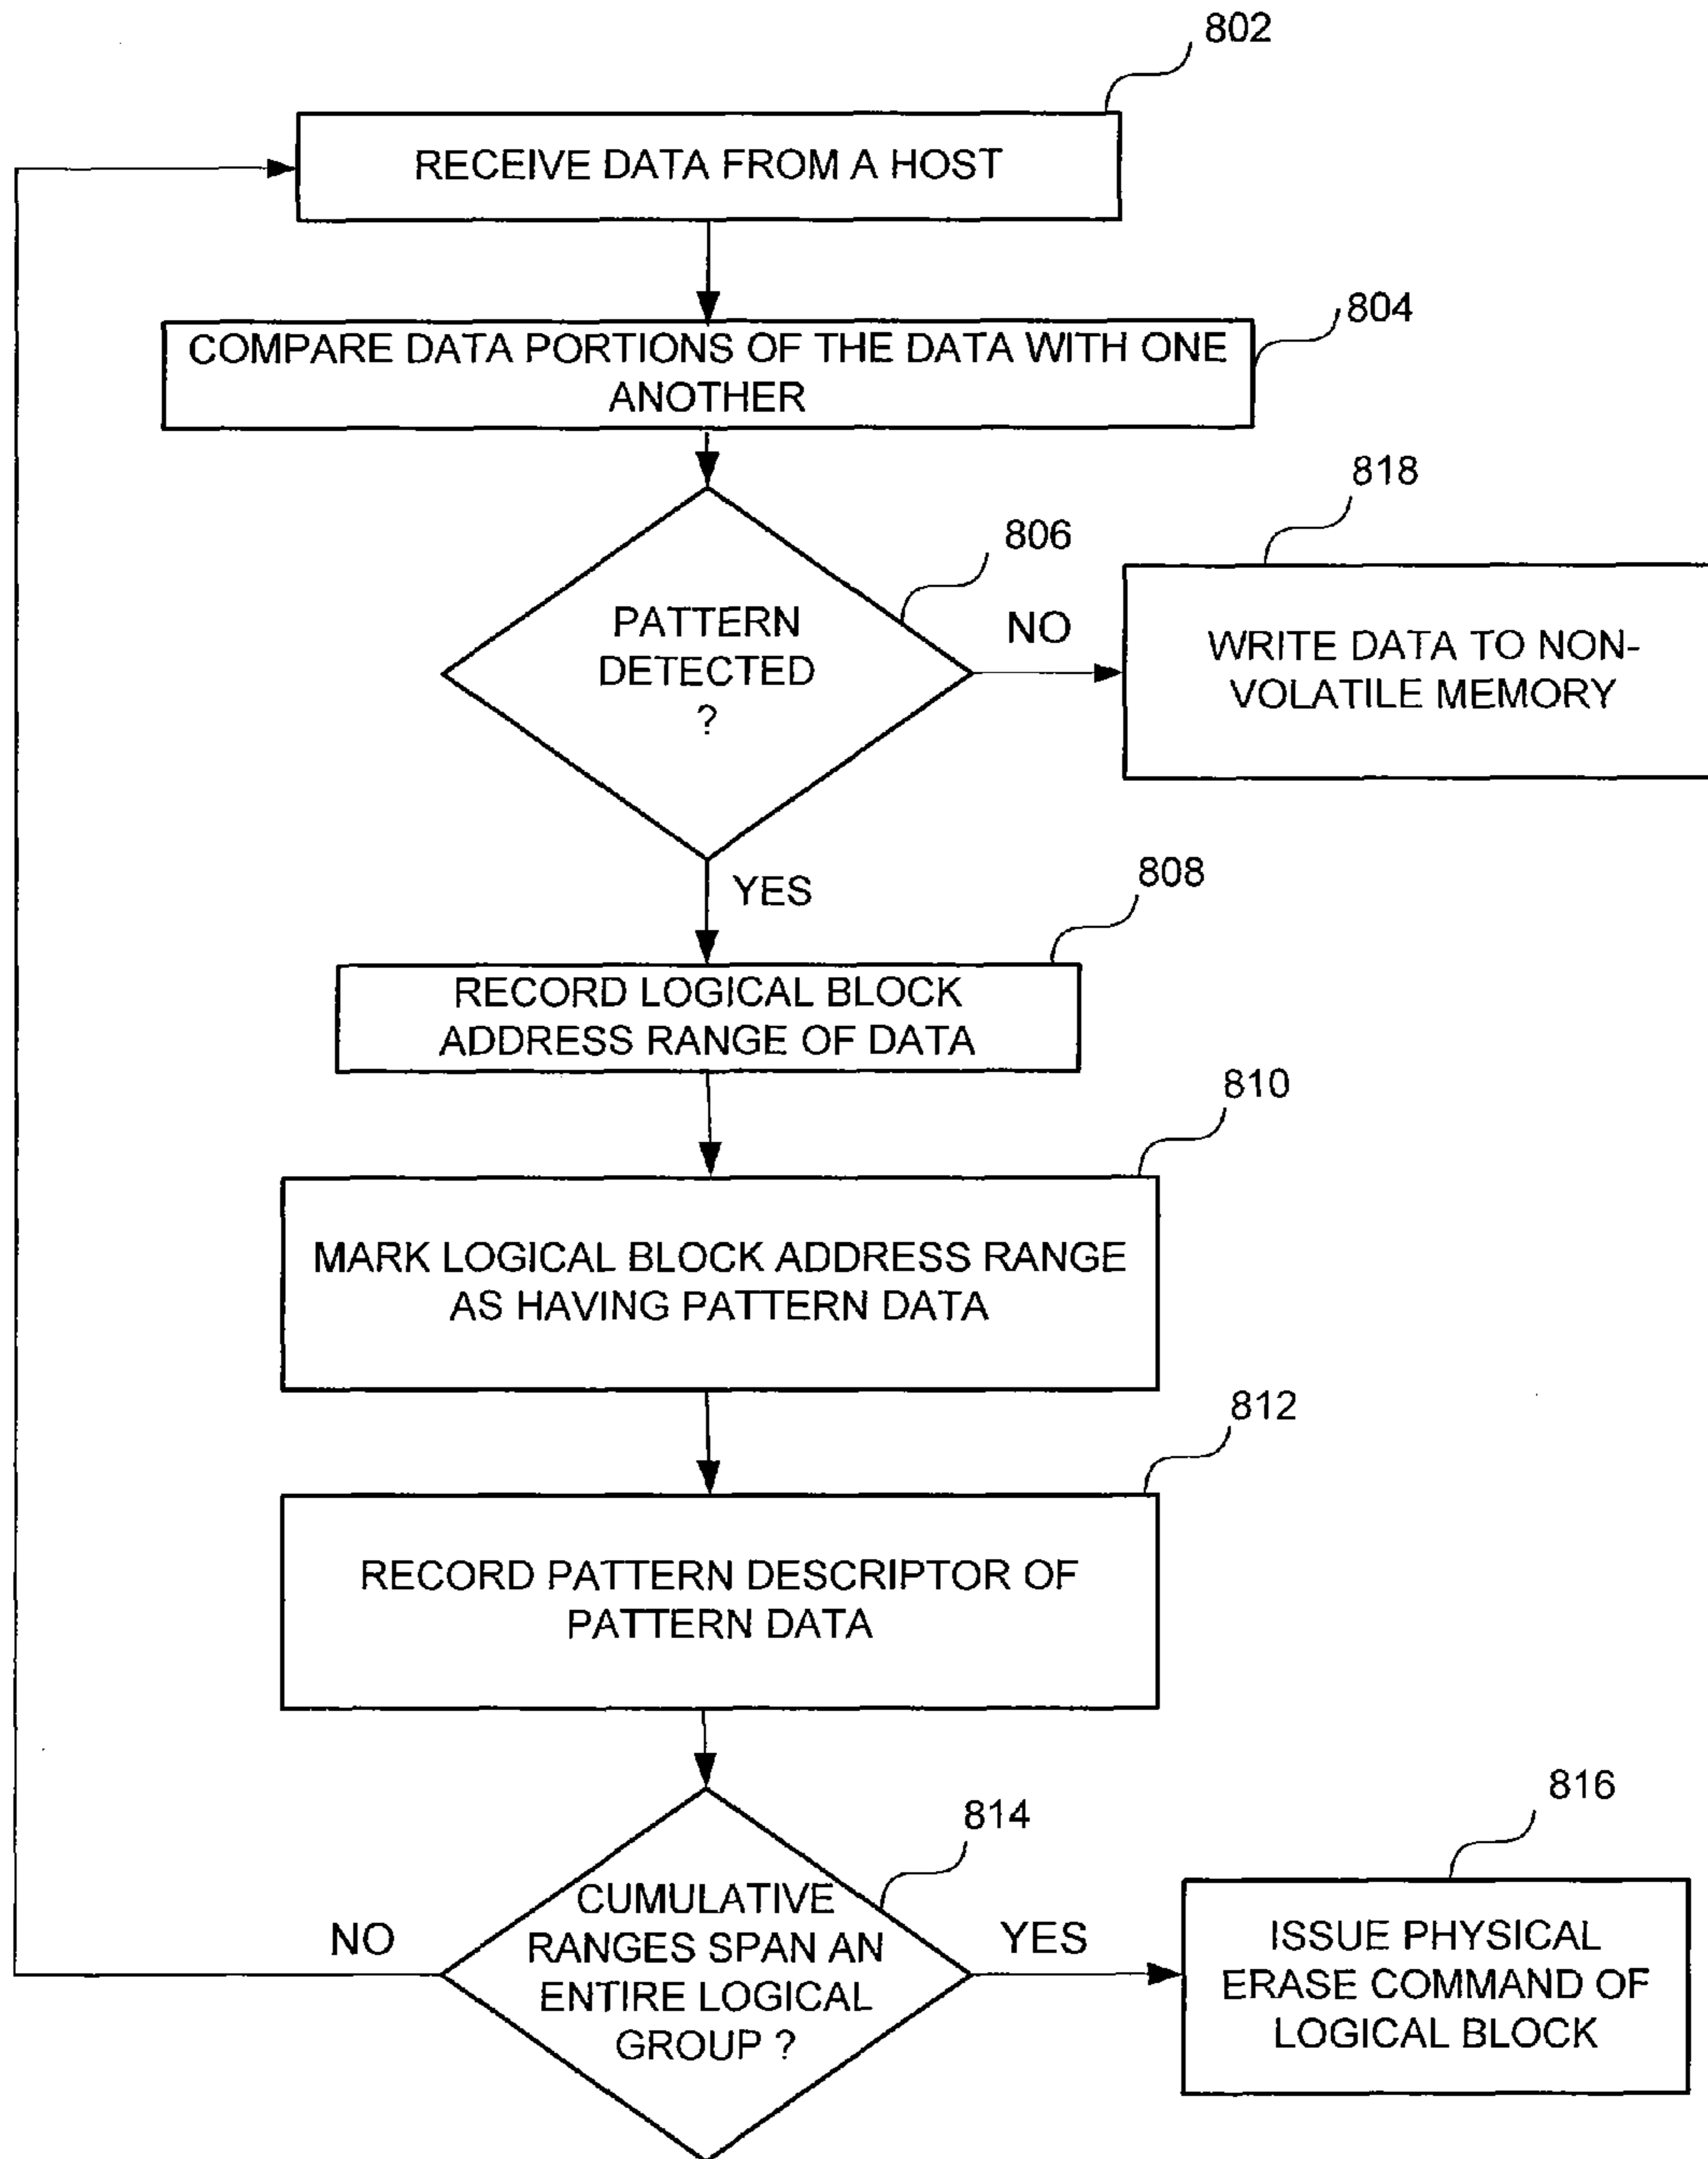 802
RECEIVE DATA FROM A HOST
804
COMPARE DATA PORTIONS OF THE DATA WITH ONE
ANOTHER
818
806
PATTERN
DETECTED
?
NO
WRITE DATA TO NON-
VOLATILE MEMORY
YES
808
RECORD LOGICAL BLOCK
ADDRESS RANGE OF DATA
810
MARK LOGICAL BLOCK ADDRESS RANGE
AS HAVING PATTERN DATA
812
RECORD PATTERN DESCRIPTOR OF
PATTERN DATA
816
814
CUMULATIVE
RANGES SPAN AN
ENTIRE LOGICAL
GROUP ?
NO
YES
ISSUE PHYSICAL
ERASE COMMAND OF
LOGICAL BLOCK